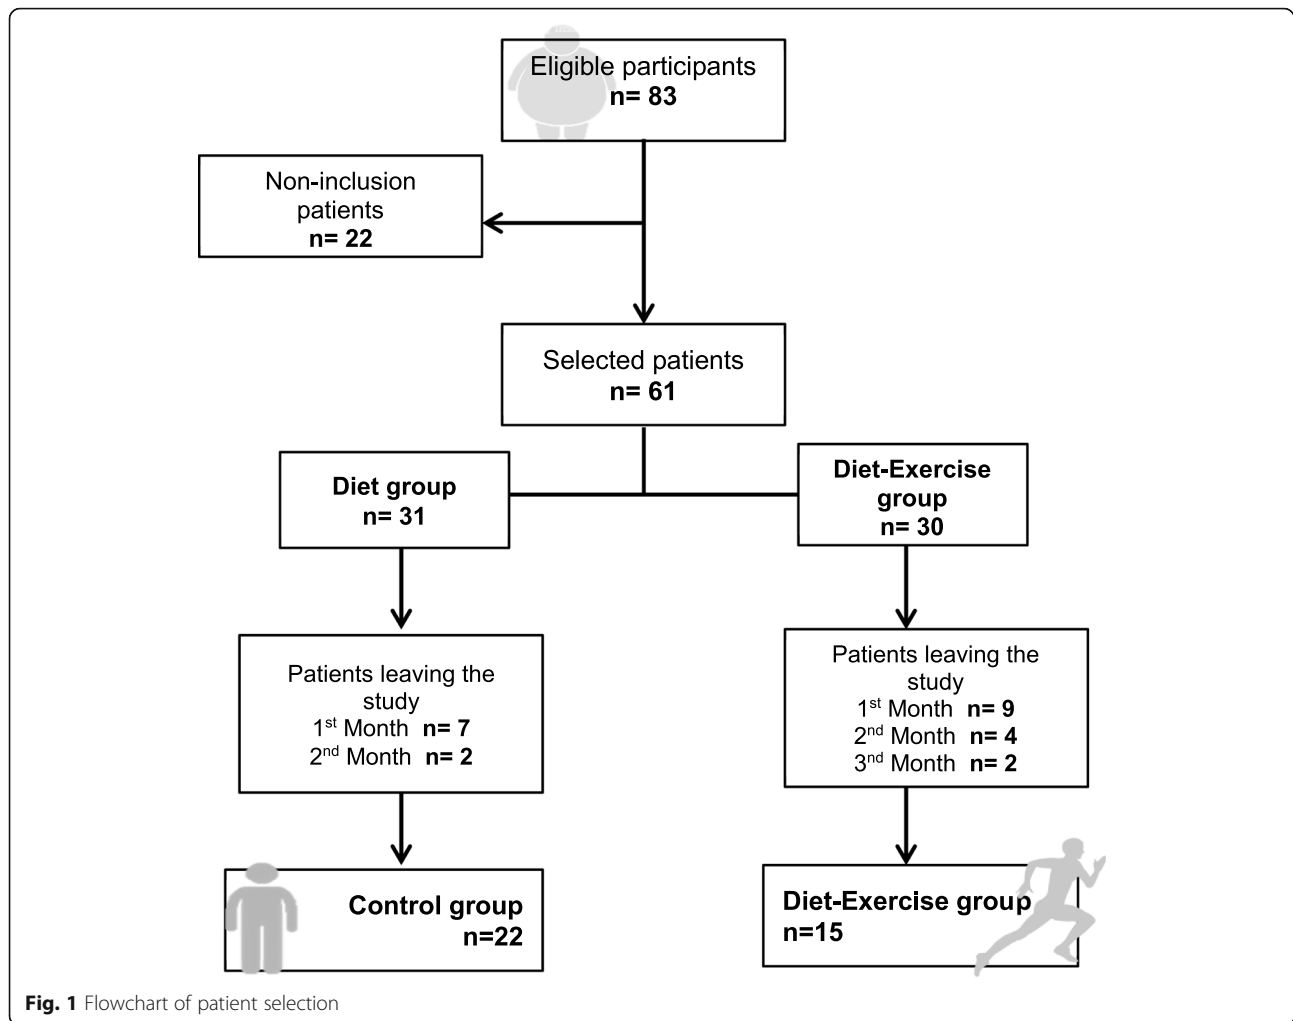 Eligible participants
n= 83
Non-inclusion
patients
n= 22
Selected patients
n= 61
Diet group
n= 31
Diet-Exercise
group
n= 30
Patients leaving the
study
1st Month n= 7
2nd Month n= 2
Patients leaving the
study
1st Month n= 9
2nd Month n= 4
3nd Month n= 2
Control group
n=22
Diet-Exercise group
n=15
Fig. 1 Flowchart of patient selection